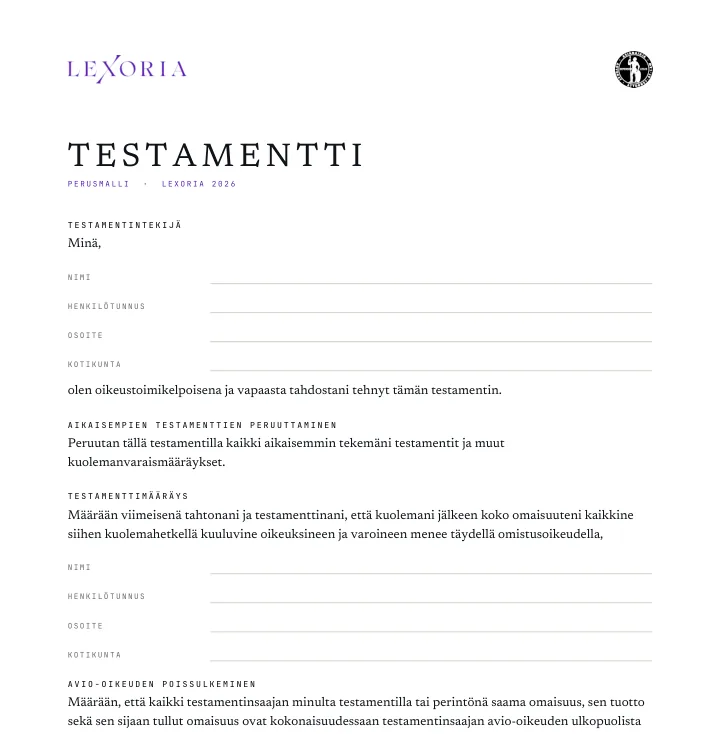 LEXORIA
TESTAMENTTI
PERUSMALLI · LEXORIA 2026
TESTAMENTINTEKIJÄ
Minä,
NIMI
HENKILÖTUNNUS
OSOITE
KOTIKUNTA
olen oikeustoimikelpoisena ja vapaasta tahdostani tehnyt tämän testamentin.
AIKAISEMPIEN TESTAMENTTIEN PERUUTTAMINEN
Peruutan tällä testamentilla kaikki aikaisemmin tekemäni testamentit ja muut
kuolemanvaraismääräykset.
TESTAMENTTIMÄÄRÄYS
Määrään viimeisenä tahtonani ja testamenttinani, että kuolemani jälkeen koko omaisuuteni kaikkine
siihen kuolemahetkellä kuuluvine oikeuksineen ja varoineen menee täydellä omistusoikeudella,
NIMI
HENKILÖTUNNUS
OSOITE
KOTIKUNTA
AVIO-OIKEUDEN POISSULKEMINEN
Määrään, että kaikki testamentinsaajan minulta testamentilla tai perintönä saama omaisuus, sen tuotto
sekä sen sijaan tullut omaisuus ovat kokonaisuudessaan testamentinsaajan avio-oikeuden ulkopuolista